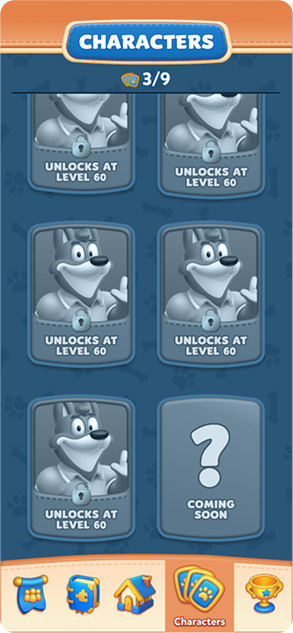 CHARACTERS
3/9
UNLOCKS AT
LEVEL 60
UNLOCKS AT
LEVEL 60
UNLOCKS AT
LEVEL 60
UNLOCKS AT
LEVEL 60
UNLOCKS AT
LEVEL 60
?
COMING
SOON
Characters